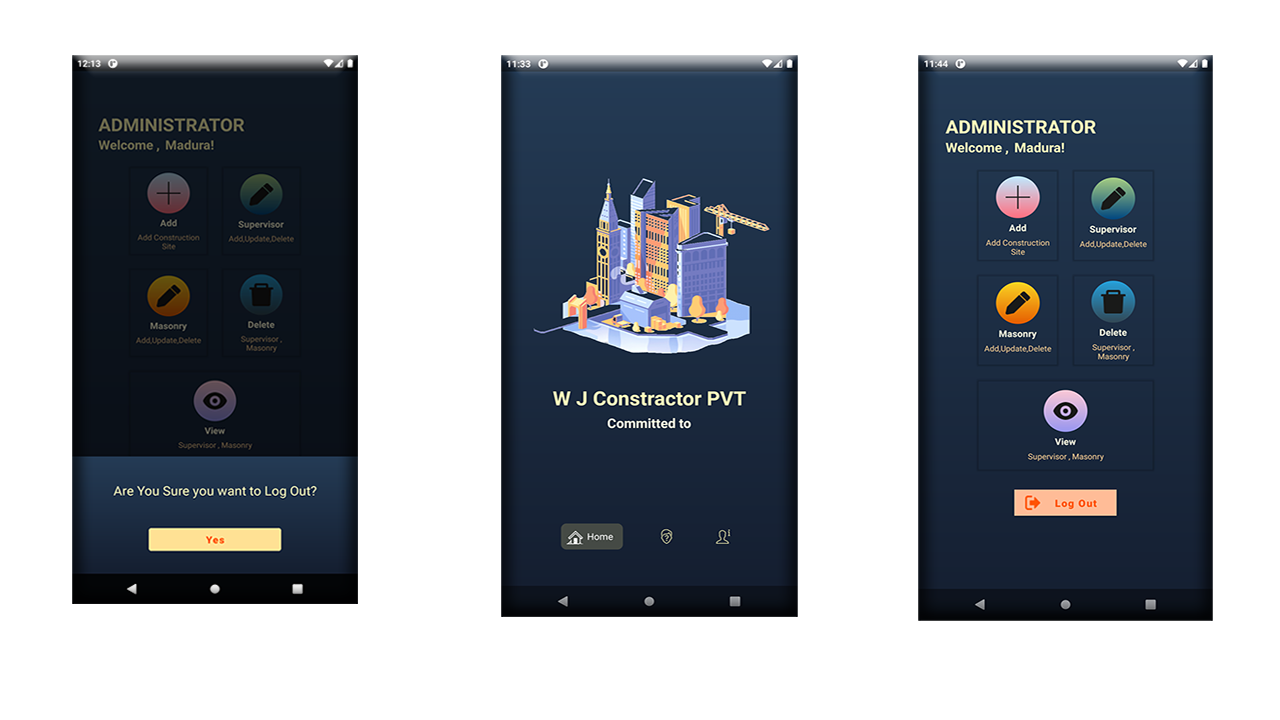 12:13
ADMINISTRATOR
Welcome , Madura!
Add
Add Construction
Site
Supervisor
Add,Update,Delete
Masonry
Add,Update,Delete
Delete
Supervisor ,
Masonry
View
Supervisor , Masonry
Are You Sure you want to Log Out?
Yes
11:33
W J Constractor PVT
Committed to
Home
11:44
ADMINISTRATOR
Welcome , Madura!
Add
Add Construction
Site
Supervisor
Add,Update,Delete
Masonry
Add,Update,Delete
Delete
Supervisor ,
Masonry
View
Supervisor , Masonry
Log Out